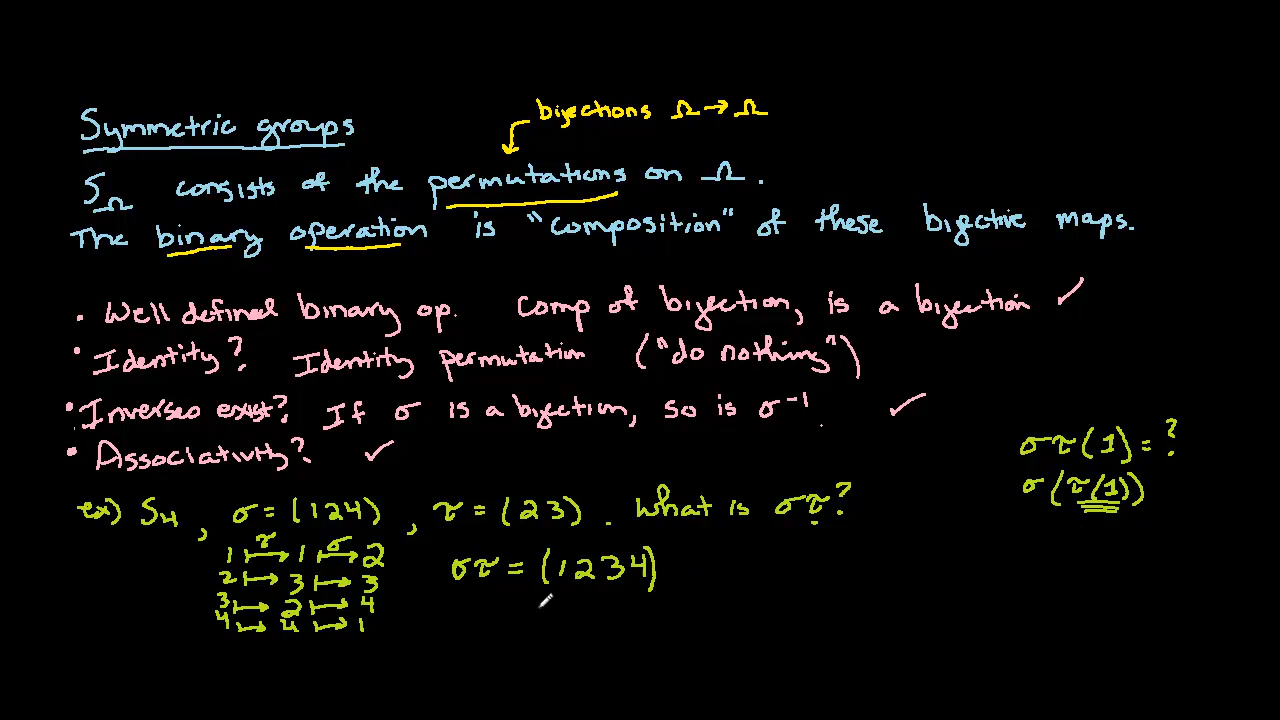 bijections Ω → Ω
Symmetric groups
S_Ω consists of the permutations on Ω.
The binary operation is "composition" of these bijective maps.
• Well defined binary op. Comp of bijection, is a bijection ✓
• Identity? Identity permutation ("do nothing")
• Inverses exist? If σ is a bijection, so is σ⁻¹. ✓
• Associativity? ✓
στ(1) = ?
σ(τ(1))
ex) S₄, σ = (124), τ = (23). What is στ?
1 ↦ 1 ↦ 2
τ σ
2 ↦ 3 ↦ 3
3 ↦ 2 ↦ 4
4 ↦ 4 ↦ 1
στ = (1234)